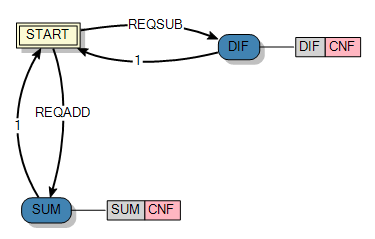 START
REQSUB
DIF
DIF CNF
1
REQADD
1
SUM
SUM CNF